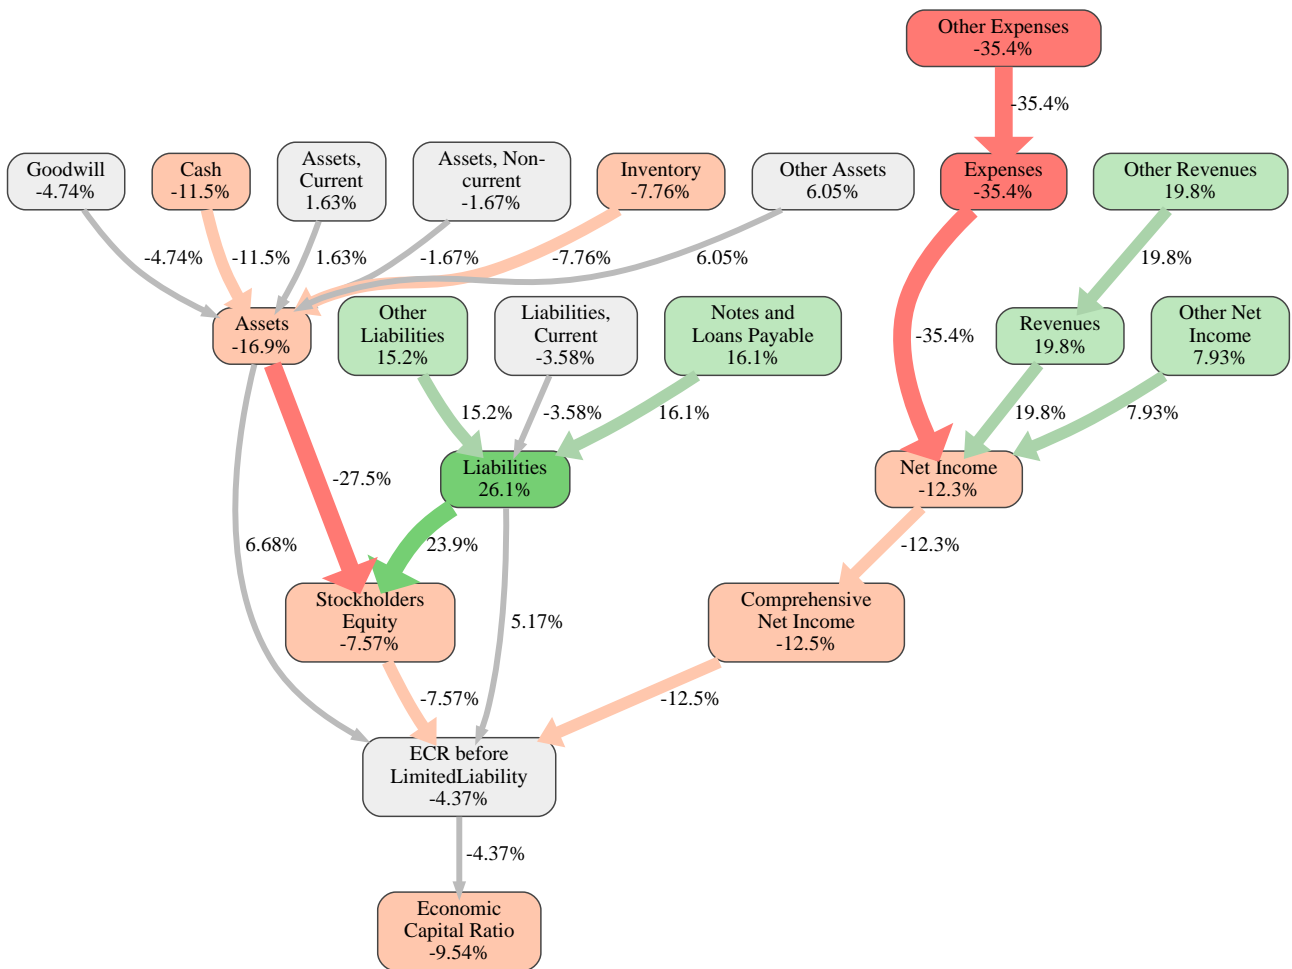 Other Expenses
-35.4%
-35.4%
Goodwill
-4.74%
Cash
-11.5%
Assets,
Current
1.63%
Assets, Non-
current
-1.67%
Inventory
-7.76%
Other Assets
6.05%
Expenses
-35.4%
Other Revenues
19.8%
-4.74%
-11.5%
1.63%
-1.67%
-7.76%
6.05%
19.8%
Assets
-16.9%
Other
Liabilities
15.2%
Liabilities,
Current
-3.58%
Notes and
Loans Payable
16.1%
-35.4%
Revenues
19.8%
Other Net
Income
7.93%
15.2%
-3.58%
16.1%
19.8%
7.93%
-27.5%
Liabilities
26.1%
Net Income
-12.3%
6.68%
23.9%
-12.3%
Stockholders
Equity
-7.57%
5.17%
Comprehensive
Net Income
-12.5%
-7.57%
-12.5%
ECR before
LimitedLiability
-4.37%
-4.37%
Economic
Capital Ratio
-9.54%